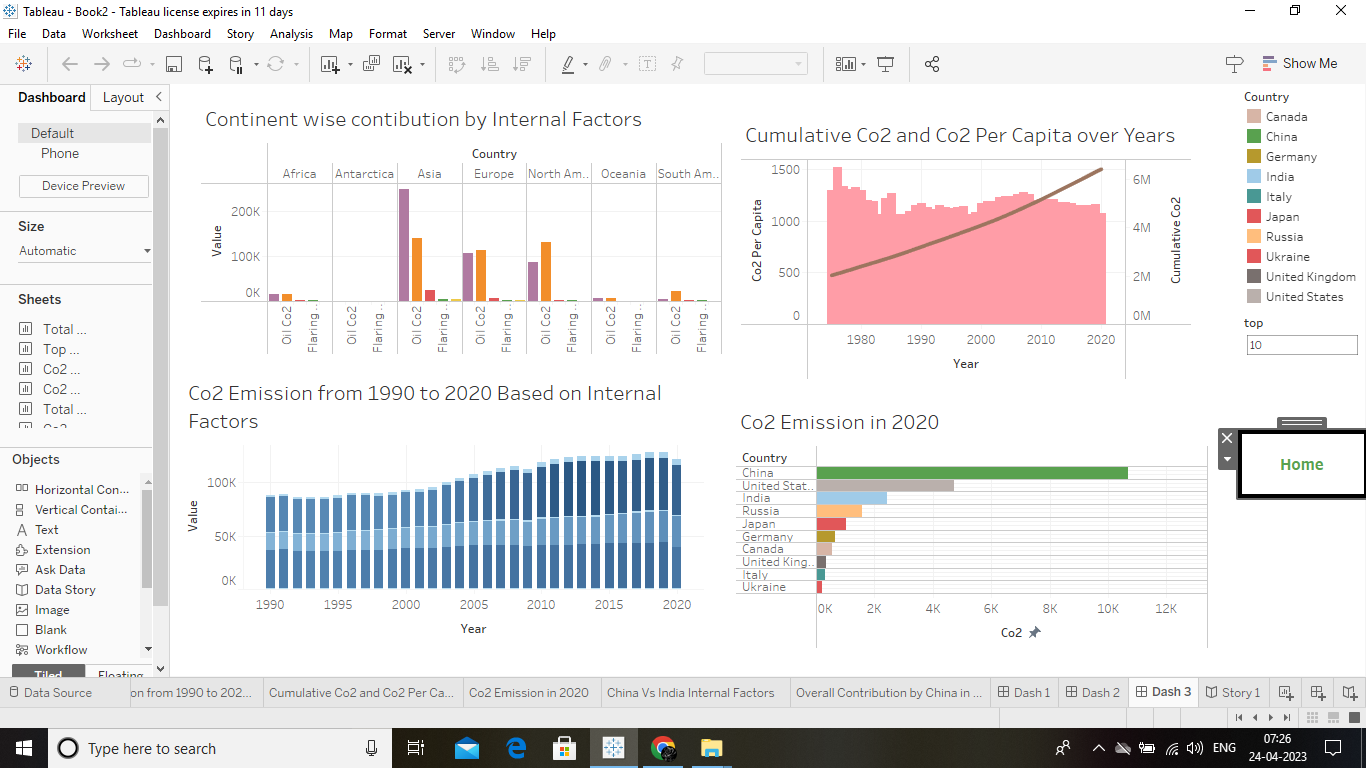 Tableau - Book2 - Tableau license expires in 11 days
File Data Worksheet Dashboard Story Analysis Map Format Server Window Help
Show Me
Dashboard Layout
Default
Phone
Device Preview
Size
Automatic
Sheets
Total ...
Top ...
Co2 ...
Co2 ...
Total ...
Objects
Horizontal Con...
Vertical Contai...
Text
Extension
Ask Data
Data Story
Image
Blank
Workflow
Tiled Floating
Continent wise contibution by Internal Factors
Country
Africa Antarctica Asia Europe North Am.. Oceania South Am..
Value
200K
100K
0K
Oil Co2 Flaring .. Oil Co2 Flaring .. Oil Co2 Flaring .. Oil Co2 Flaring .. Oil Co2 Flaring .. Oil Co2 Flaring .. Oil Co2 Flaring ..
Cumulative Co2 and Co2 Per Capita over Years
Co2 Per Capita
1500
1000
500
0
Cumulative Co2
6M
4M
2M
0M
1980 1990 2000 2010 2020
Year
Country
Canada
China
Germany
India
Italy
Japan
Russia
Ukraine
United Kingdom
United States
top
10
Home
Co2 Emission from 1990 to 2020 Based on Internal
Factors
Value
100K
50K
0K
1990 1995 2000 2005 2010 2015 2020
Year
Co2 Emission in 2020
Country
China
United Stat..
India
Russia
Japan
Germany
Canada
United King..
Italy
Ukraine
0K 2K 4K 6K 8K 10K 12K
Co2
Data Source on from 1990 to 202... Cumulative Co2 and Co2 Per Ca... Co2 Emission in 2020 China Vs India Internal Factors Overall Contribution by China in ... Dash 1 Dash 2 Dash 3 Story 1
Type here to search
ENG
07:26
24-04-2023